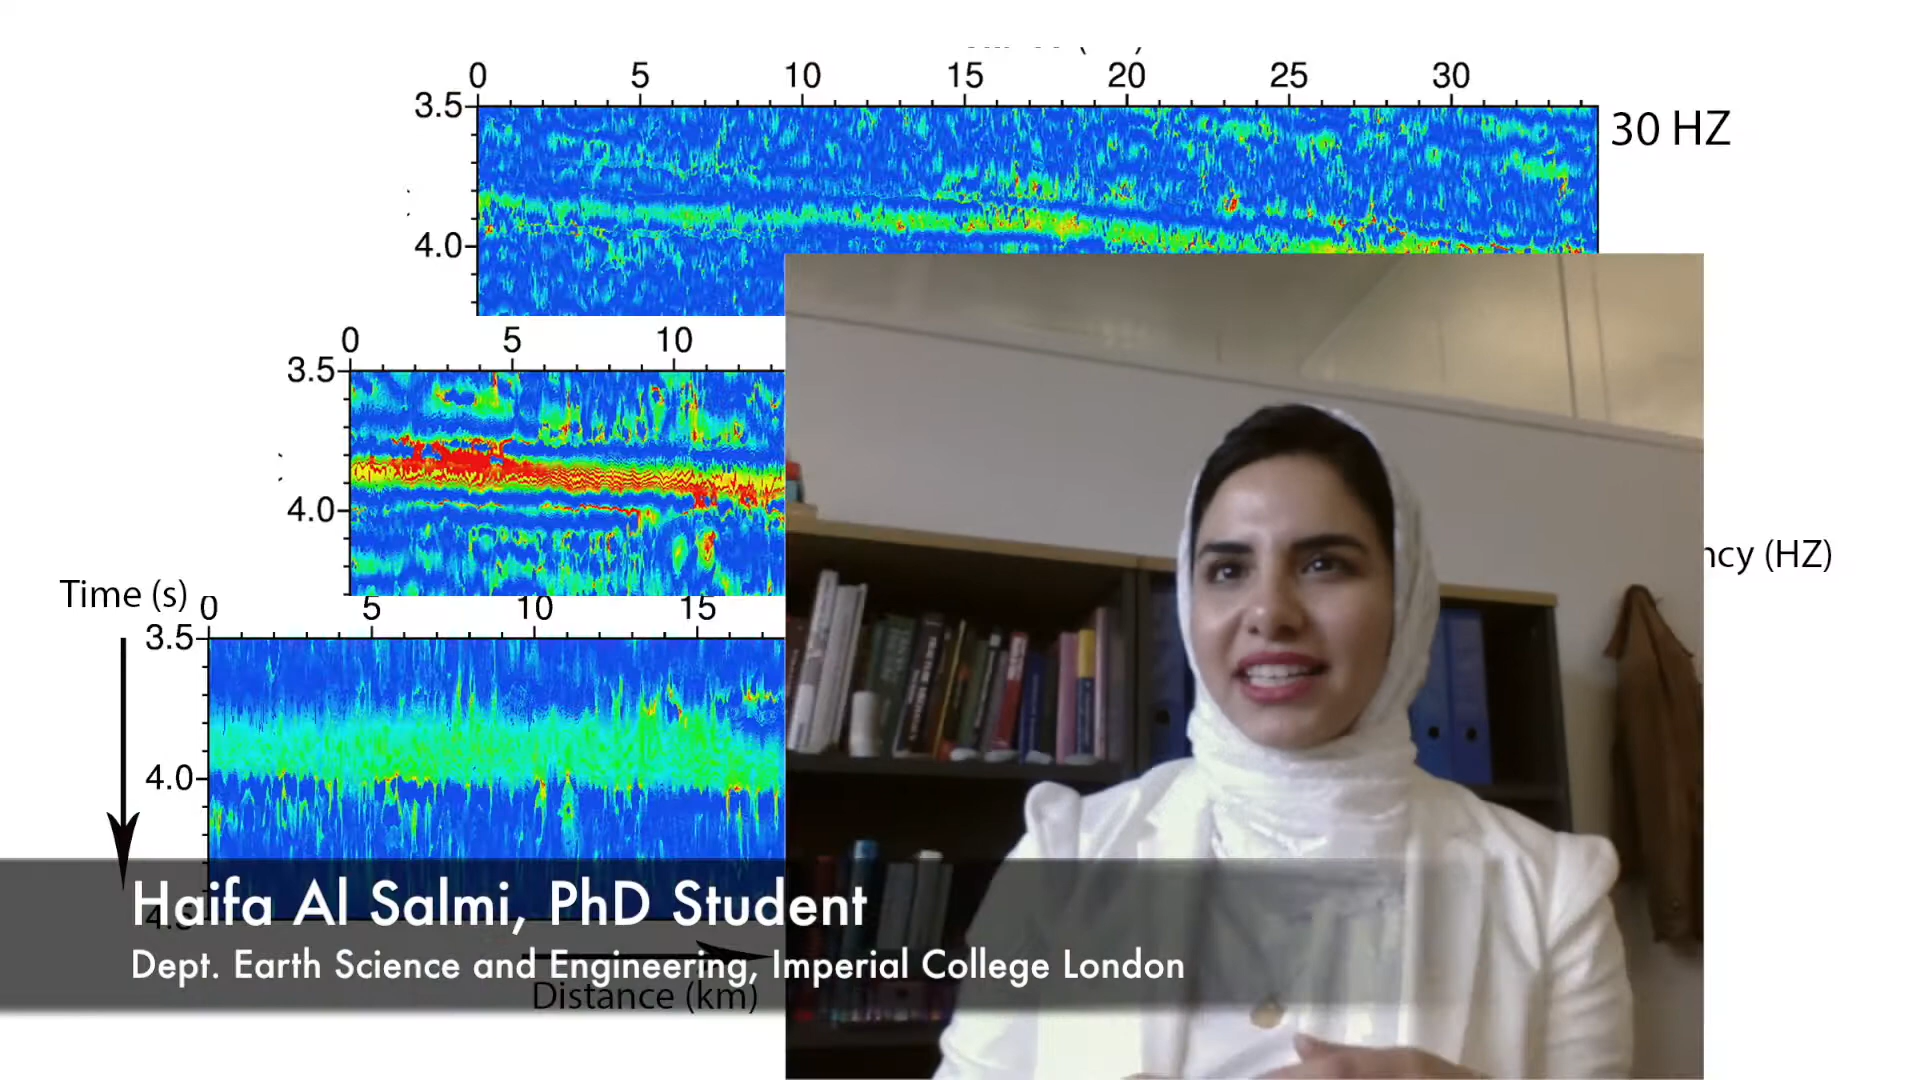 0 5 10 15 20 25 30
3.5
30 HZ
4.0
0 5 10
3.5
4.0
(HZ)
Time (s)
0 5 10 15
3.5
4.0
Haifa Al Salmi, PhD Student
Dept. Earth Science and Engineering, Imperial College London
Distance (km)